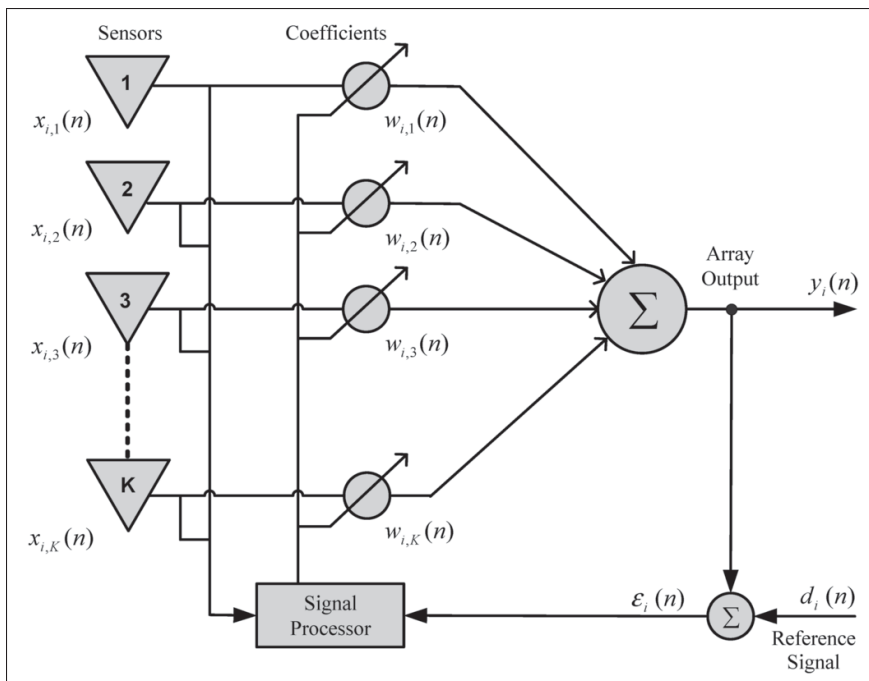 Sensors
Coefficients
1
x_{i,1}(n)
w_{i,1}(n)
2
x_{i,2}(n)
w_{i,2}(n)
Array
Output
y_i(n)
3
Σ
x_{i,3}(n)
w_{i,3}(n)
K
x_{i,K}(n)
w_{i,K}(n)
Signal
Processor
ε_i(n)
Σ
d_i(n)
Reference
Signal